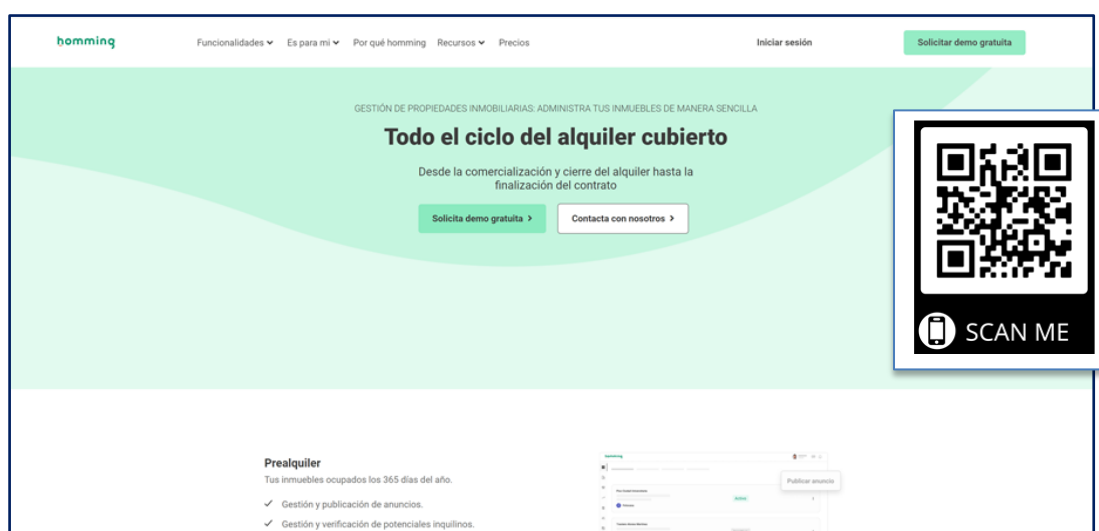 homming
Funcionalidades Es para mi Por qué homming Recursos Precios Iniciar sesión Solicitar demo gratuita
GESTIÓN DE PROPIEDADES INMOBILIARIAS: ADMINISTRA TUS INMUEBLES DE MANERA SENCILLA
Todo el ciclo del alquiler cubierto
Desde la comercialización y cierre del alquiler hasta la
finalización del contrato
Solicita demo gratuita Contacta con nosotros
SCAN ME
Prealquiler
Tus inmuebles ocupados los 365 días del año.
Gestión y publicación de anuncios.
Gestión y verificación de potenciales inquilinos.
homming
Publicar anuncio